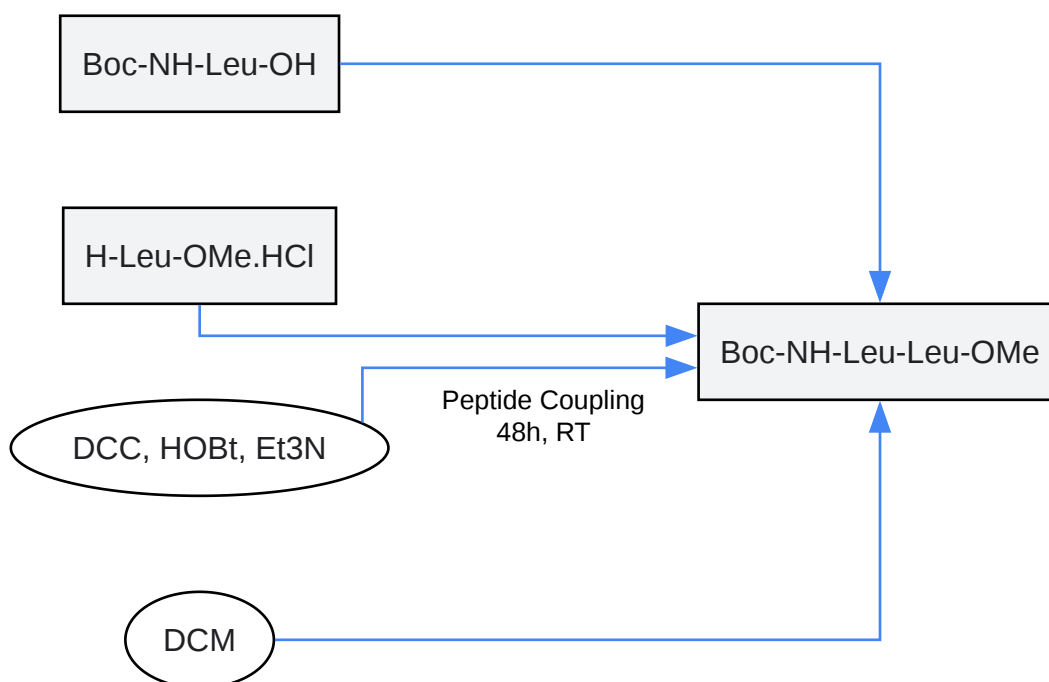 Boc-NH-Leu-OH
H-Leu-OMe.HCl
Boc-NH-Leu-Leu-OMe
DCC, HOBt, Et3N
Peptide Coupling
48h, RT
DCM